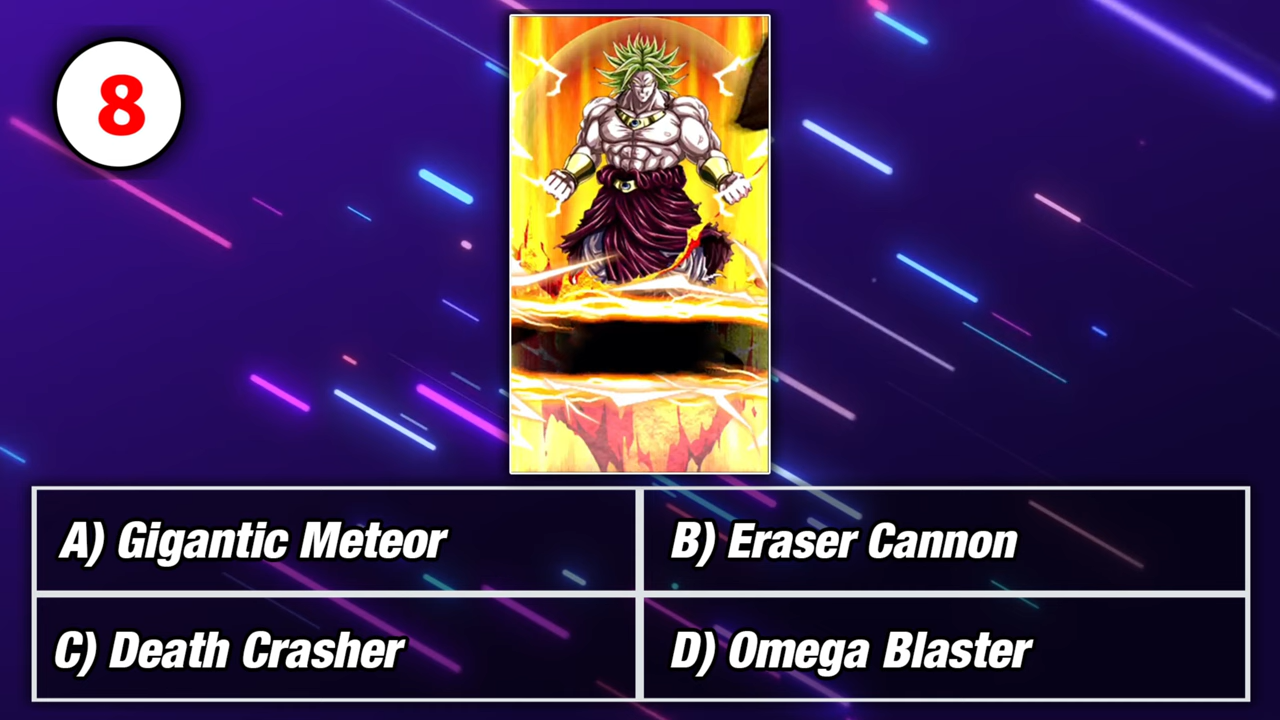 8
A) Gigantic Meteor
B) Eraser Cannon
C) Death Crasher
D) Omega Blaster